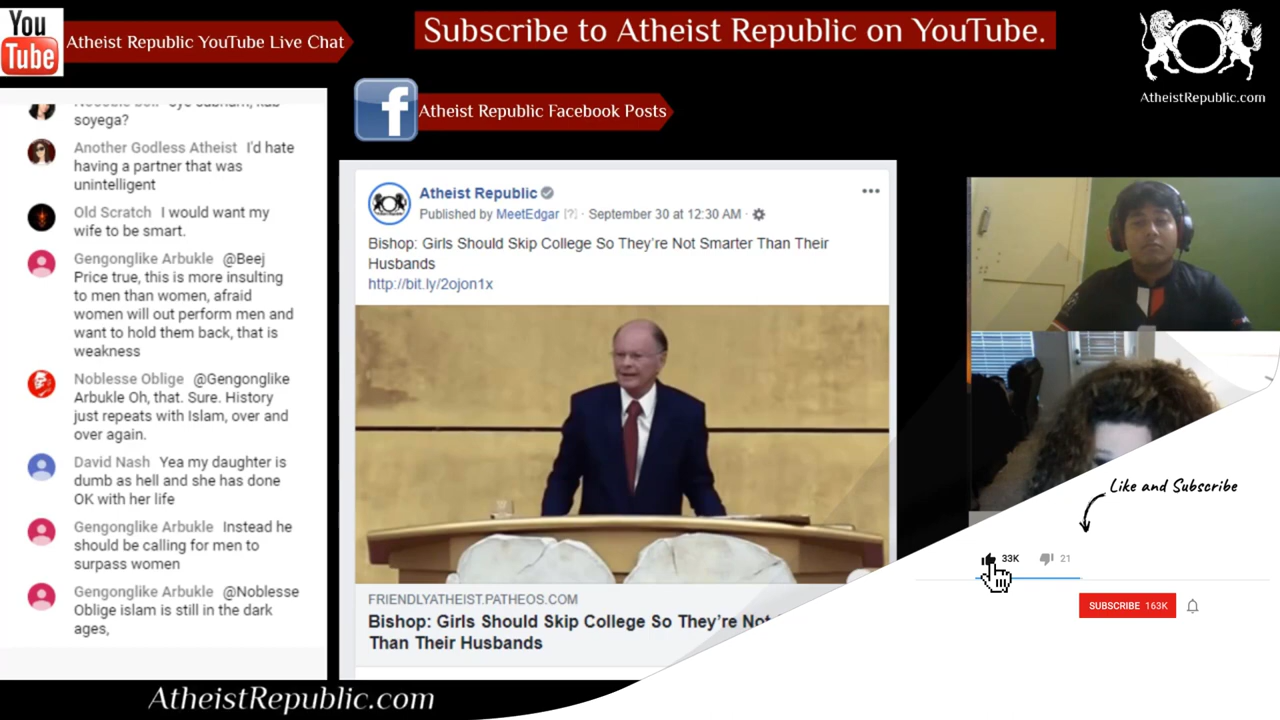 You
Tube
Atheist Republic YouTube Live Chat
Subscribe to Atheist Republic on YouTube.
AtheistRepublic.com
f
Atheist Republic Facebook Posts
soyega?
Another Godless Atheist I'd hate
having a partner that was
unintelligent
Old Scratch I would want my
wife to be smart.
Gengonglike Arbukle @Beej
Price true, this is more insulting
to men than women, afraid
women will out perform men and
want to hold them back, that is
weakness
Noblesse Oblige @Gengonglike
Arbukle Oh, that. Sure. History
just repeats with Islam, over and
over again.
David Nash Yea my daughter is
dumb as hell and she has done
OK with her life
Gengonglike Arbukle Instead he
should be calling for men to
surpass women
Gengonglike Arbukle @Noblesse
Oblige islam is still in the dark
ages,
Atheist Republic
Published by MeetEdgar [?] · September 30 at 12:30 AM ·
Bishop: Girls Should Skip College So They're Not Smarter Than Their
Husbands
http://bit.ly/2ojon1x
FRIENDLYATHEIST.PATHEOS.COM
Bishop: Girls Should Skip College So They're Not
Than Their Husbands
Like and Subscribe
33K 21
SUBSCRIBE 163K
AtheistRepublic.com